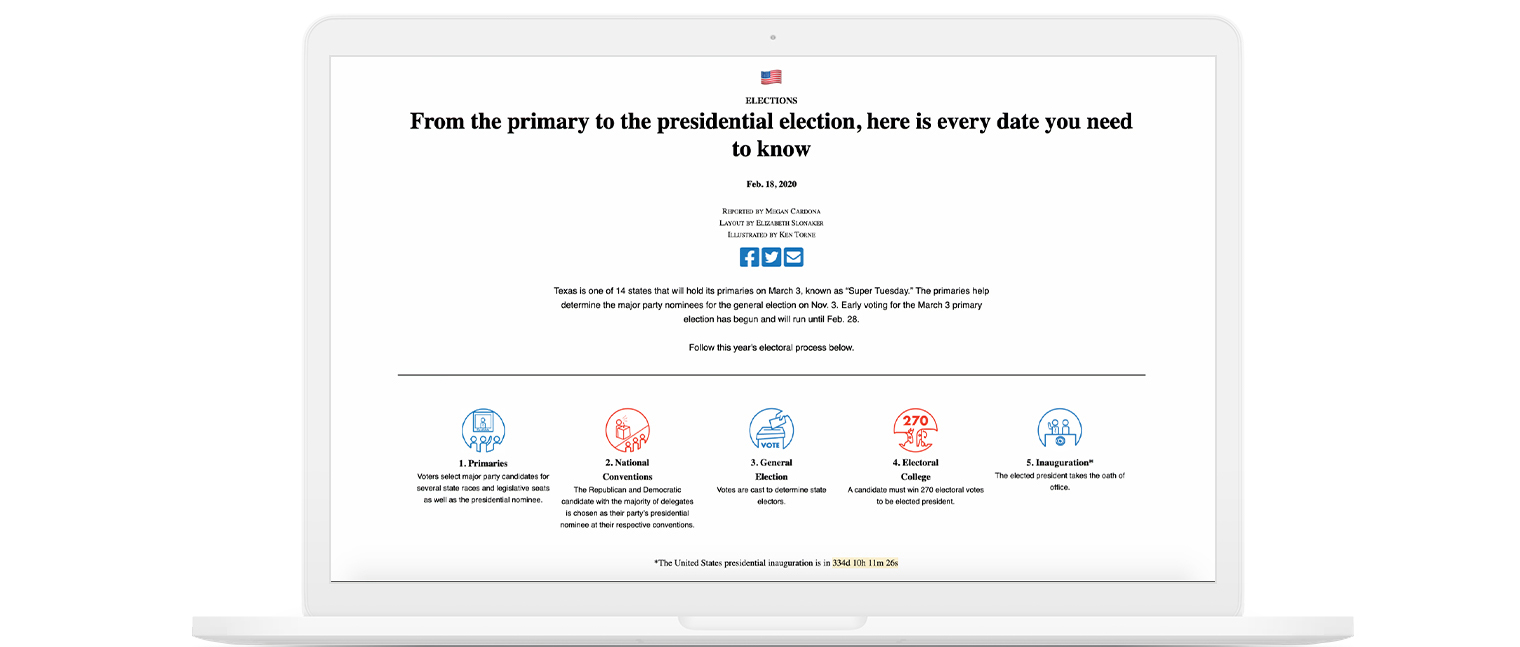 ELECTIONS
From the primary to the presidential election, here is every date you need
to know
Feb. 18, 2020
Reported by Megan Cardona
Layout by Elizabeth Slonaker
Illustrated by Ken Torne
Texas is one of 14 states that will hold its primaries on March 3, known as “Super Tuesday.” The primaries help
determine the major party nominees for the general election on Nov. 3. Early voting for the March 3 primary
election has begun and will run until Feb. 28.
Follow this year's electoral process below.
1. Primaries
Voters select major party candidates for
several state races and legislative seats
as well as the presidential nominee.
2. National
Conventions
The Republican and Democratic
candidate with the majority of delegates
is chosen as their party's presidential
nominee at their respective conventions.
VOTE
3. General
Election
Votes are cast to determine state
electors.
270
4. Electoral
College
A candidate must win 270 electoral votes
to be elected president.
5. Inauguration*
The elected president takes the oath of
office.
*The United States presidential inauguration is in 334d 10h 11m 26s